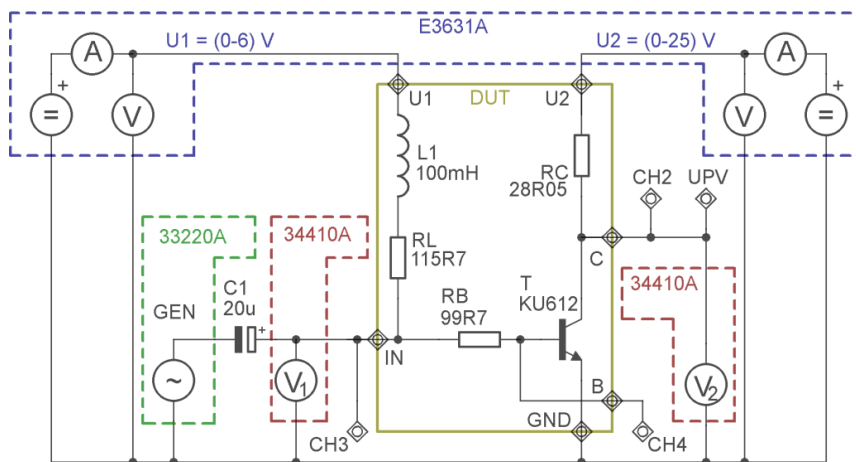 E3631A
A
U1 = (0-6) V
U2 = (0-25) V
A
+
=
V
U1
DUT
U2
V
+
=
L1
100mH
RC
28R05
CH2
UPV
33220A
34410A
RL
115R7
C
34410A
C1
20u
GEN
RB
99R7
T
KU612
+
IN
~
V1
B
V2
GND
CH3
CH4